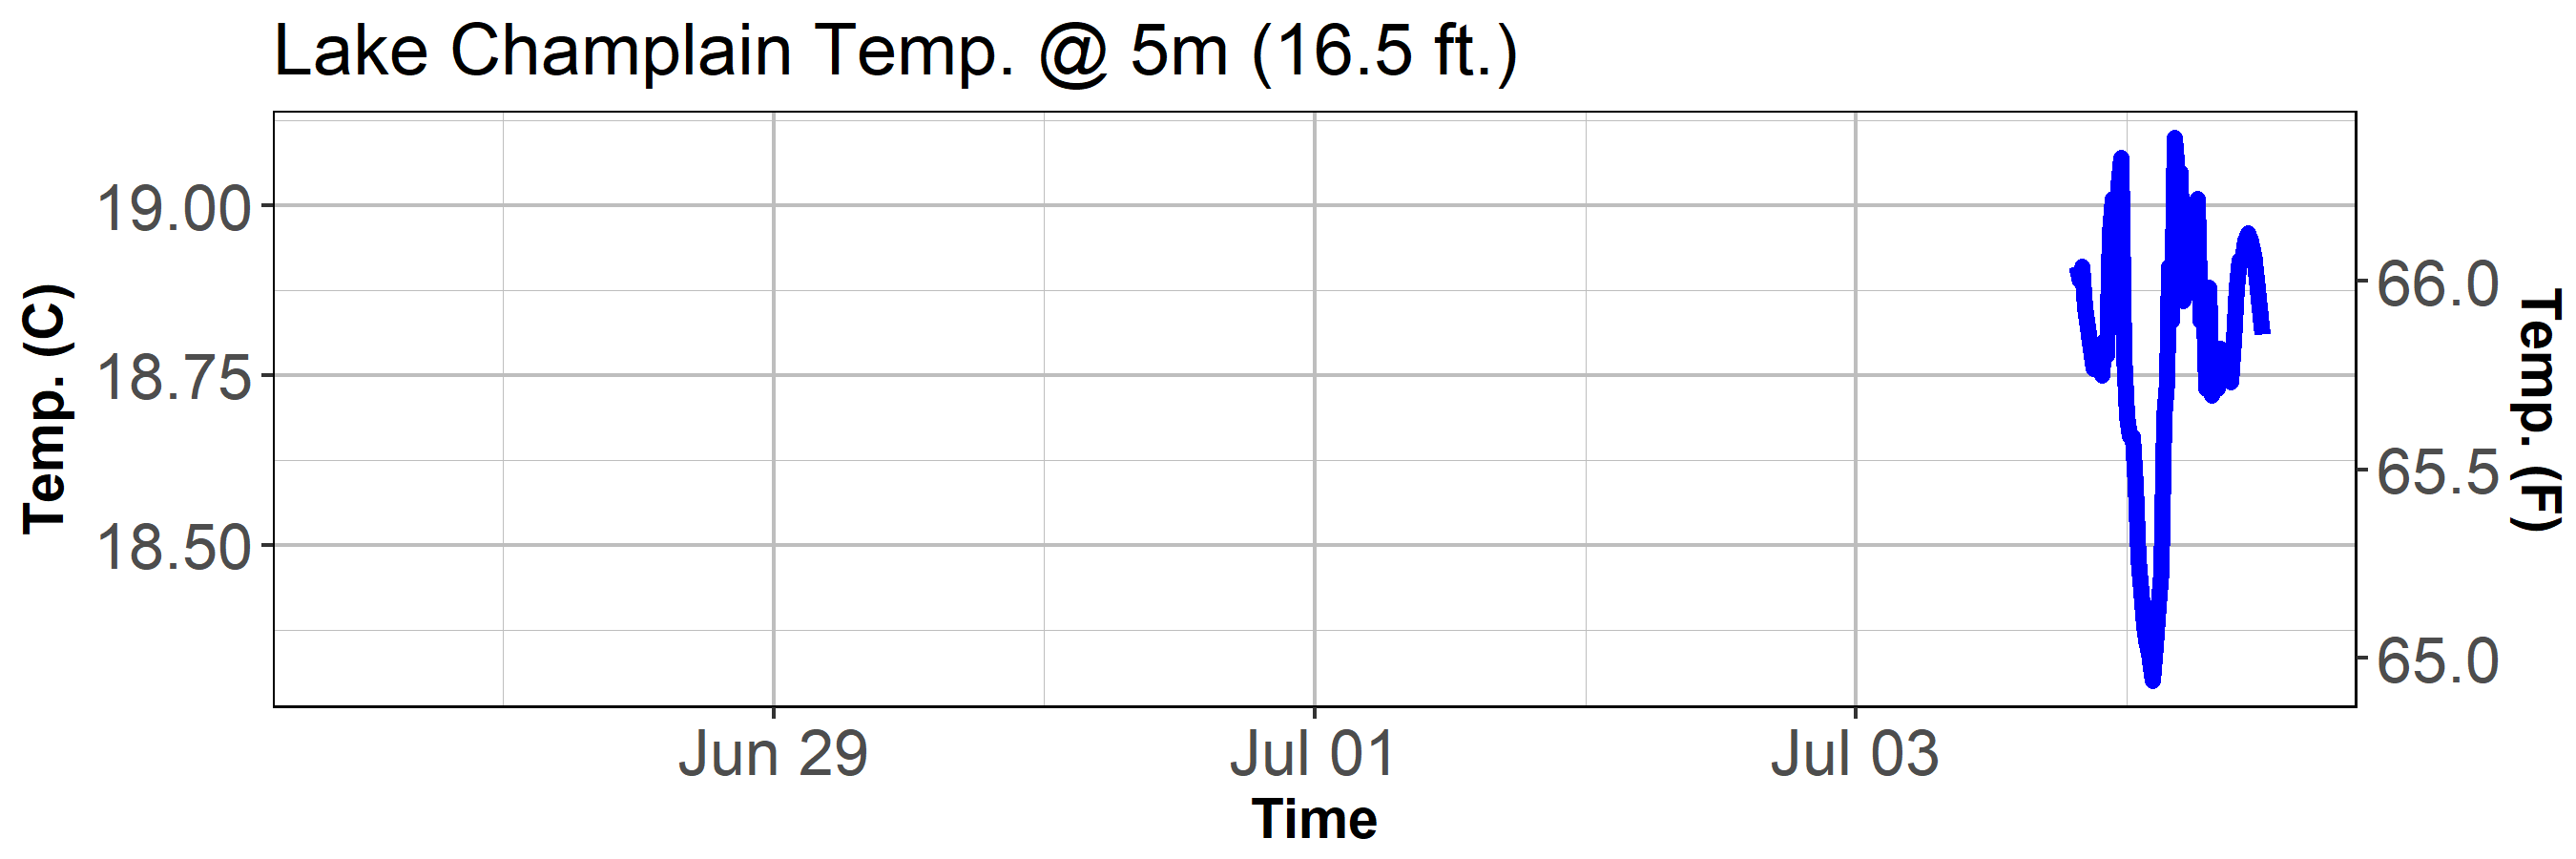 Lake Champlain Temp. @ 5m (16.5 ft.)
Temp. (C)
19.00
18.75
18.50
66.0
65.5
65.0
Temp. (F)
Jun 29
Jul 01
Jul 03
Time